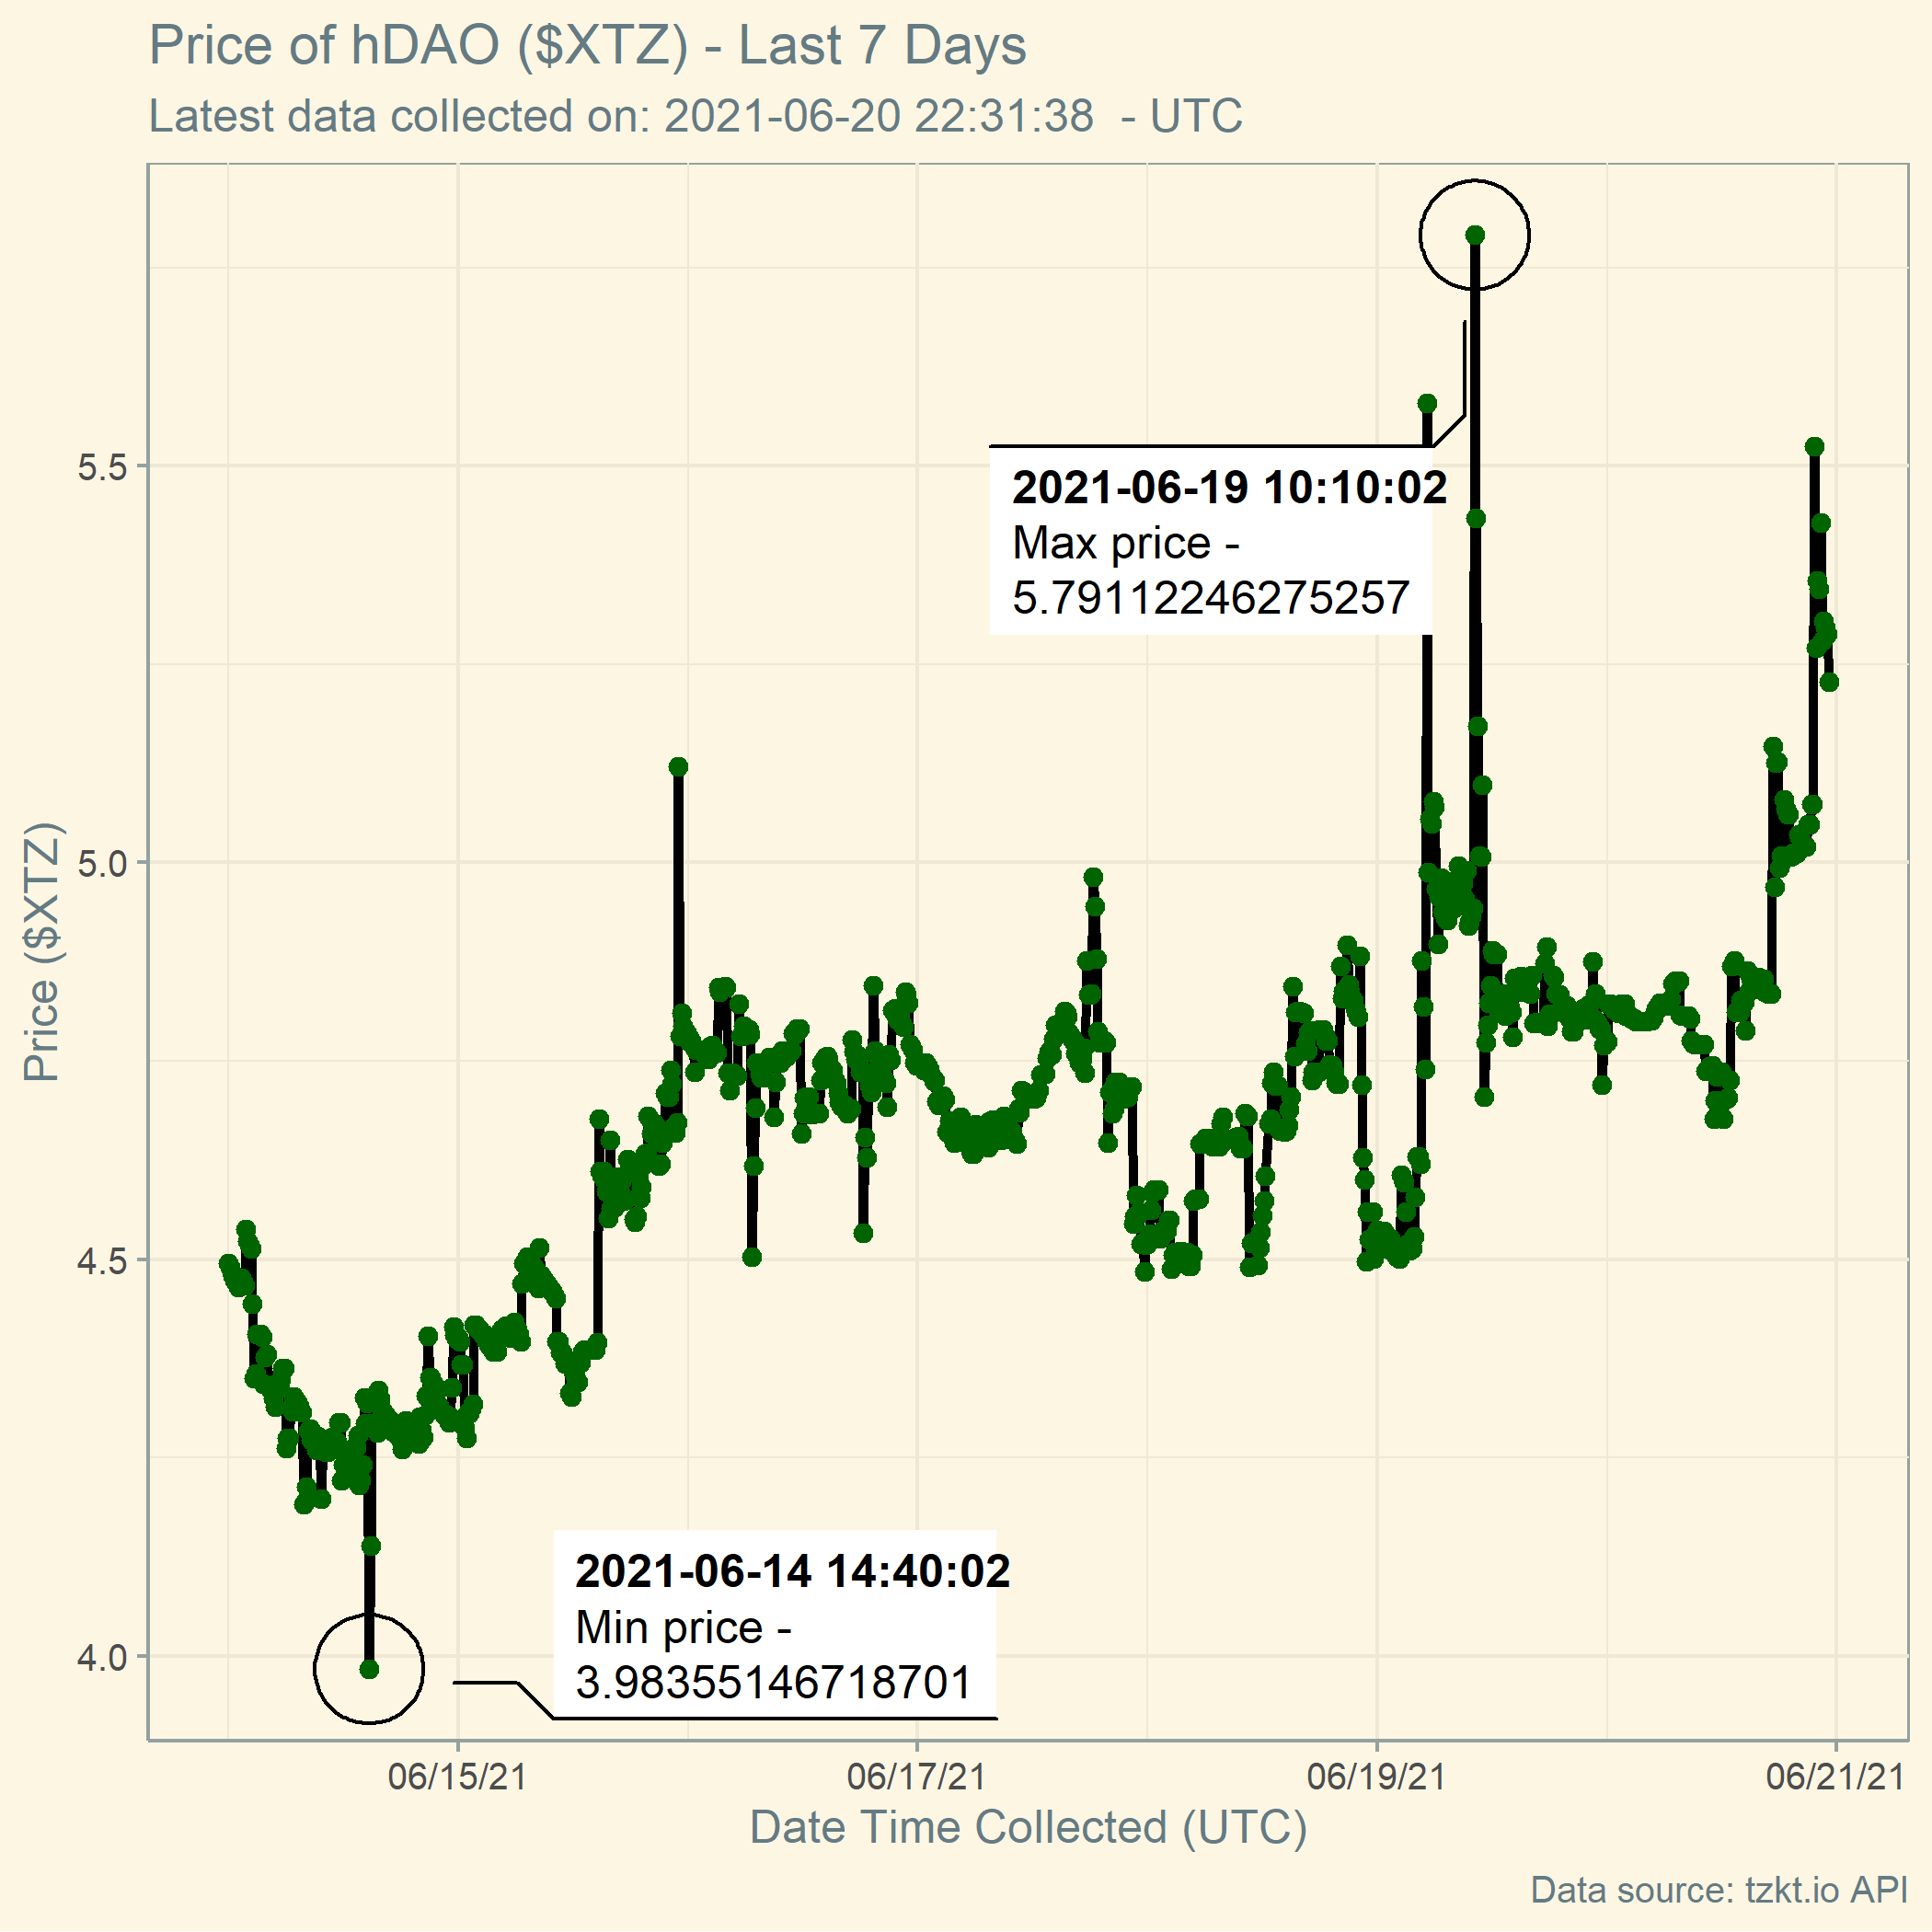 Price of hDAO ($XTZ) - Last 7 Days
Latest data collected on: 2021-06-20 22:31:38  - UTC
Price ($XTZ)
5.5
5.0
4.5
4.0
2021-06-19 10:10:02
Max price -
5.79112246275257
2021-06-14 14:40:02
Min price -
3.98355146718701
06/15/21
06/17/21
06/19/21
06/21/21
Date Time Collected (UTC)
Data source: tzkt.io API